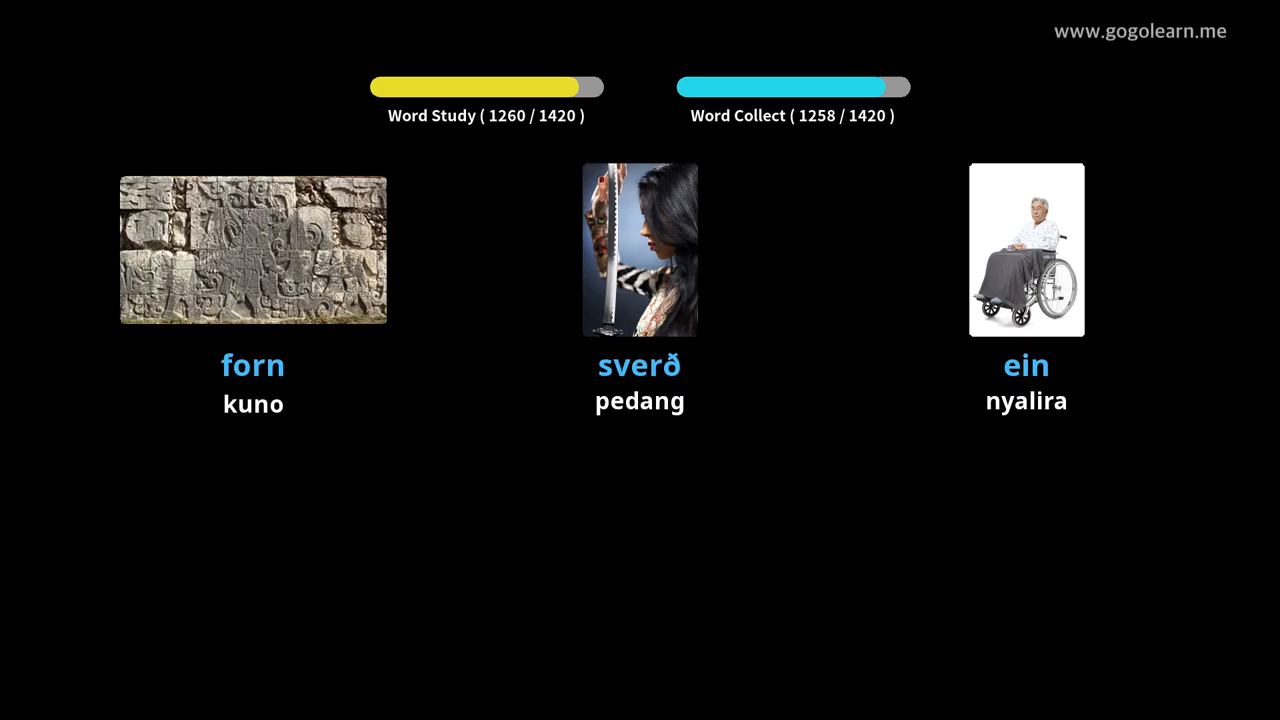 www.gogolearn.me
Word Study ( 1260 / 1420 )
Word Collect ( 1258 / 1420 )
forn
kuno
sverð
pedang
ein
nyalira